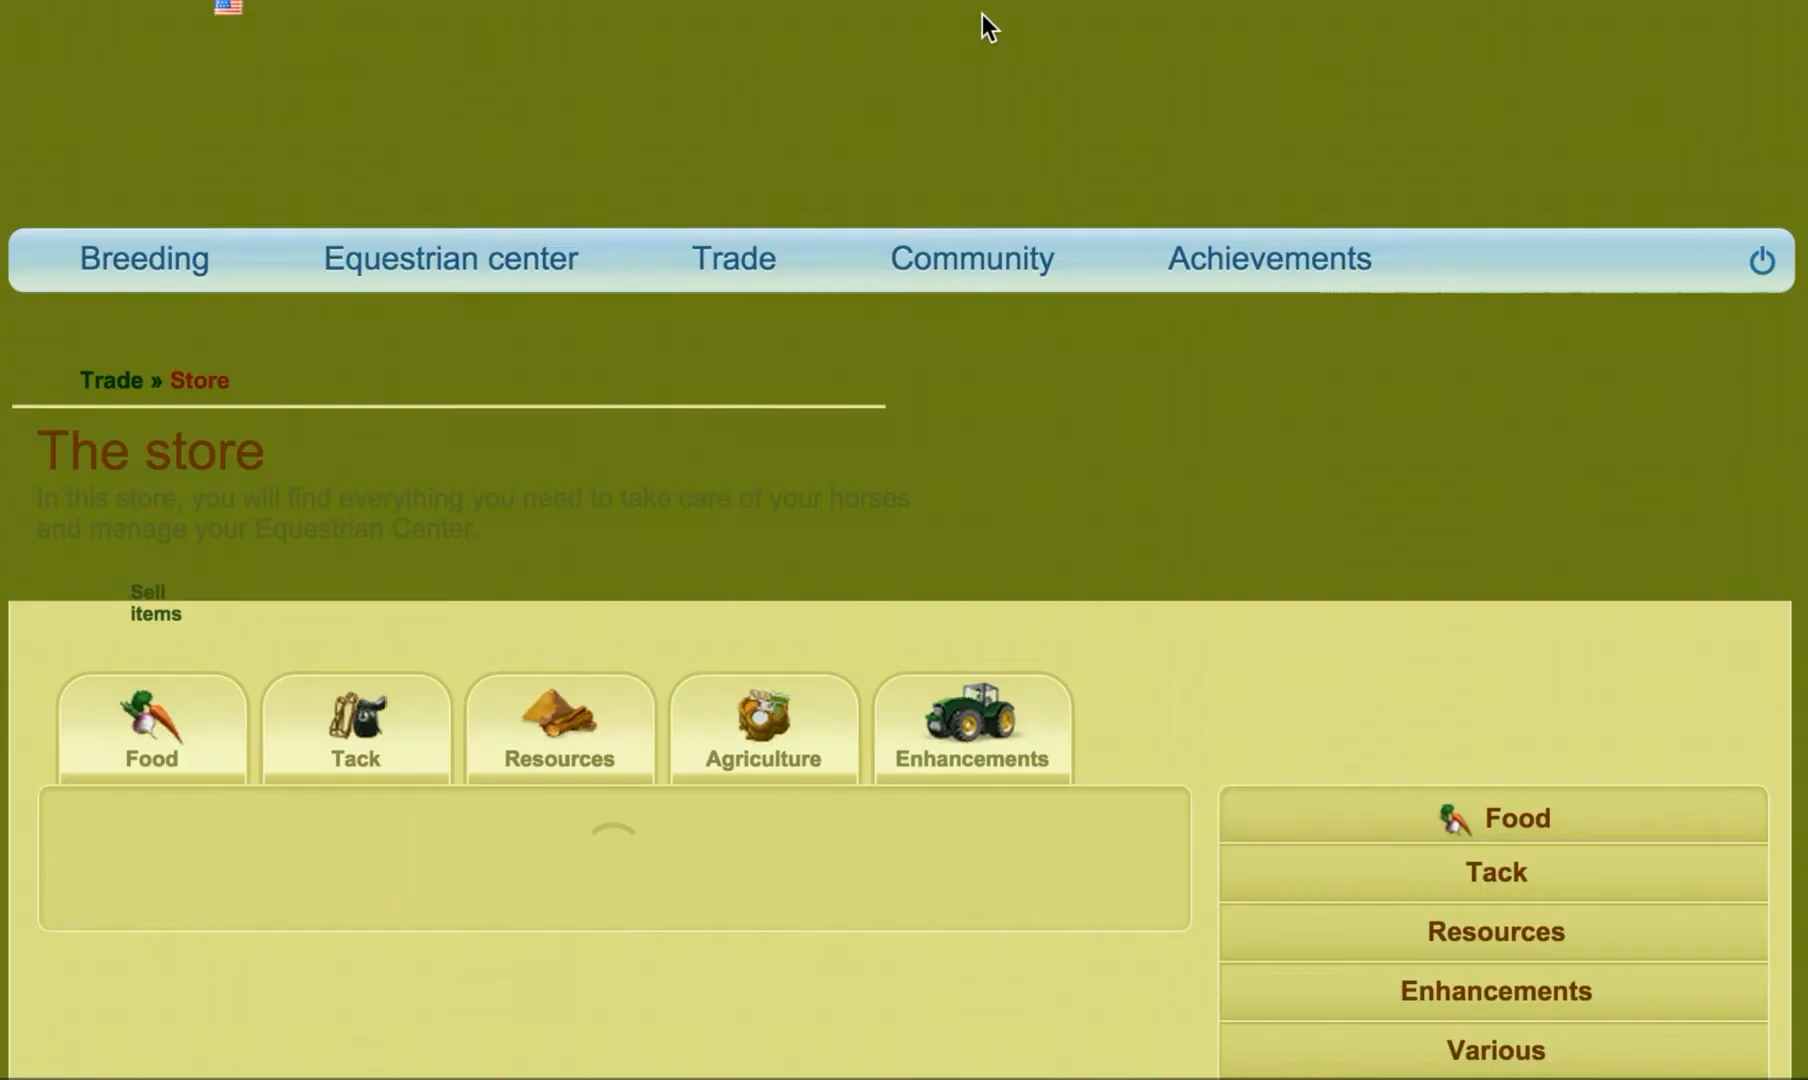 Breeding Equestrian center Trade Community Achievements
Trade » Store
The store
In this store, you will find everything you need to take care of your horses
and manage your Equestrian Center.
Sell
items
Food Tack Resources Agriculture Enhancements
Food
Tack
Resources
Enhancements
Various